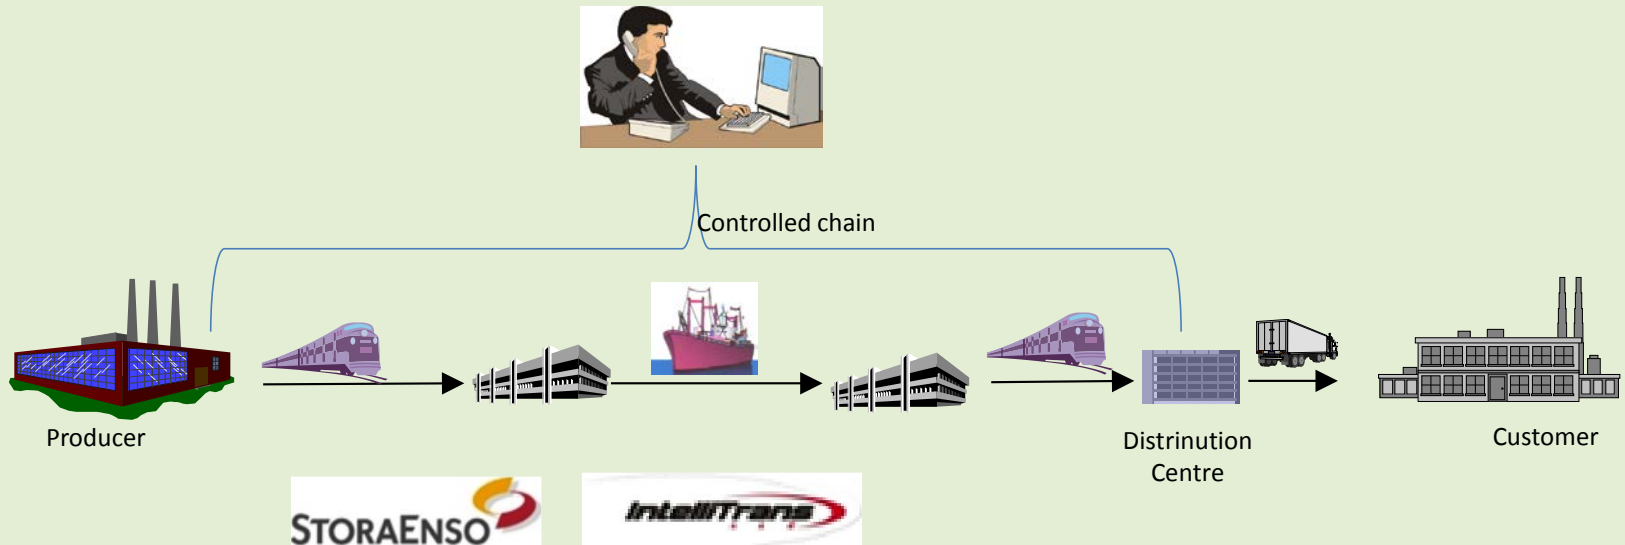 Controlled chain
Producer
Distrinution
Centre
Customer
STORAENSO
IntelliTrans